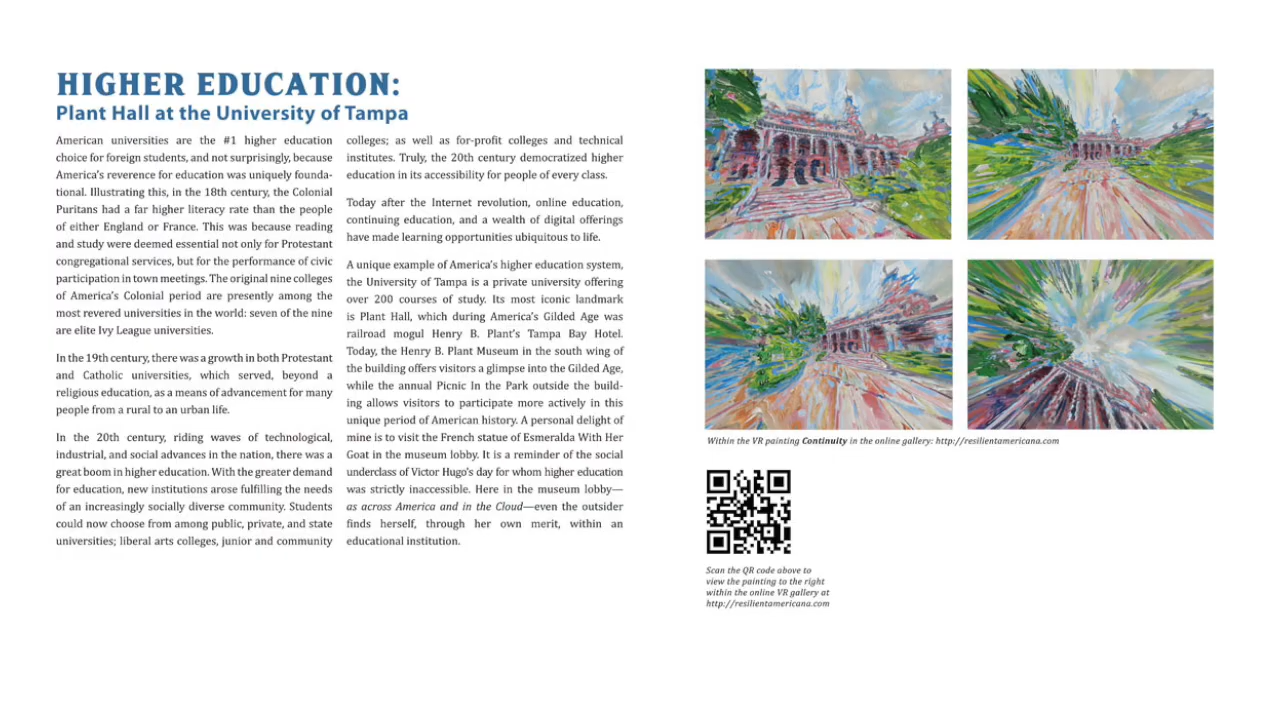 HIGHER EDUCATION:
Plant Hall at the University of Tampa
American universities are the #1 higher education
choice for foreign students, and not surprisingly, because
America's reverence for education was uniquely founda-
tional. Illustrating this, in the 18th century, the Colonial
Puritans had a far higher literacy rate than the people
of either England or France. This was because reading
and study were deemed essential not only for Protestant
congregational services, but for the performance of civic
participation in town meetings. The original nine colleges
of America's Colonial period are presently among the
most revered universities in the world: seven of the nine
are elite Ivy League universities.
In the 19th century, there was a growth in both Protestant
and Catholic universities, which served, beyond a
religious education, as a means of advancement for many
people from a rural to an urban life.
In the 20th century, riding waves of technological,
industrial, and social advances in the nation, there was a
great boom in higher education. With the greater demand
for education, new institutions arose fulfilling the needs
of an increasingly socially diverse community. Students
could now choose from among public, private, and state
universities; liberal arts colleges, junior and community
colleges; as well as for-profit colleges and technical
institutes. Truly, the 20th century democratized higher
education in its accessibility for people of every class.
Today after the Internet revolution, online education,
continuing education, and a wealth of digital offerings
have made learning opportunities ubiquitous to life.
A unique example of America's higher education system,
the University of Tampa is a private university offering
over 200 courses of study. Its most iconic landmark
is Plant Hall, which during America's Gilded Age was
railroad mogul Henry B. Plant's Tampa Bay Hotel.
Today, the Henry B. Plant Museum in the south wing of
the building offers visitors a glimpse into the Gilded Age,
while the annual Picnic In the Park outside the build-
ing allows visitors to participate more actively in this
unique period of American history. A personal delight of
mine is to visit the French statue of Esmeralda With Her
Goat in the museum lobby. It is a reminder of the social
underclass of Victor Hugo's day for whom higher education
was strictly inaccessible. Here in the museum lobby—
as across America and in the Cloud—even the outsider
finds herself, through her own merit, within an
educational institution.
Within the VR painting Continuity in the online gallery: http://resilientamericana.com
Scan the QR code above to
view the painting to the right
within the online VR gallery at
http://resilientamericana.com